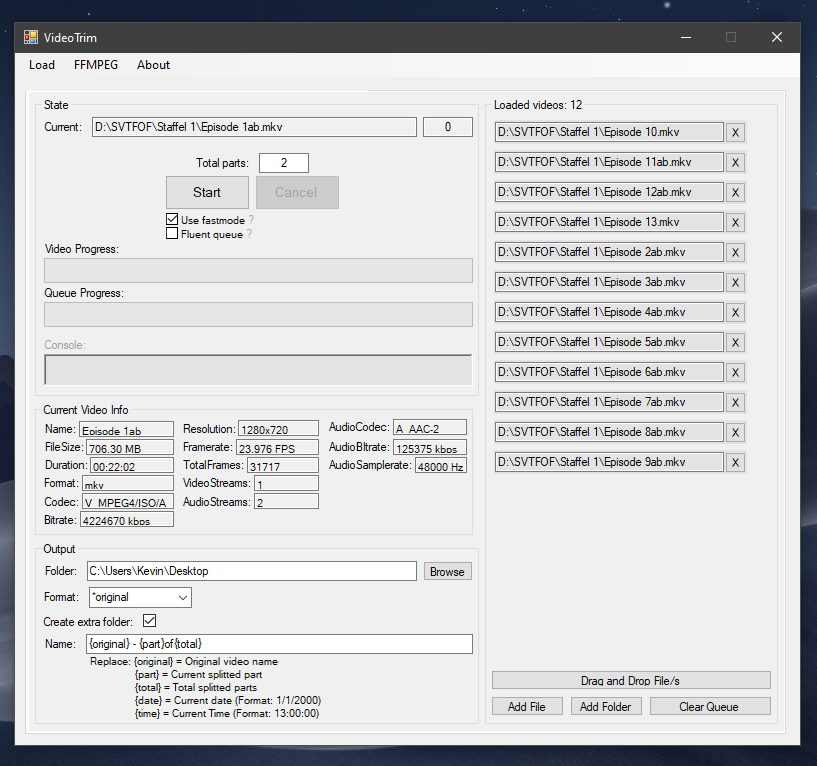 VideoTrim
Load FFMPEG About
State
Current: D:\SVTFOF\Staffel 1\Episode 1ab.mkv 0
Total parts: 2
Start Cancel
Use fastmode ?
Fluent queue ?
Video Progress:
Queue Progress:
Console:
Current Video Info
Name: Episode 1ab
FileSize: 706.30 MB
Duration: 00:22:02
Format: mkv
Codec: V_MPEG4/ISO/A
Bitrate: 4224670 kbps
Resolution: 1280x720
Framerate: 23.976 FPS
TotalFrames: 31717
VideoStreams: 1
AudioStreams: 2
AudioCodec: A_AAC-2
AudioBItrate: 125375 kbps
AudioSamplerate: 48000 Hz
Output
Folder: C:\Users\Kevin\Desktop Browse
Format: *original
Create extra folder:
Name: {original} - {part}of{total}
Replace: {original} = Original video name
{part} = Current splitted part
{total} = Total splitted parts
{date} = Current date (Format: 1/1/2000)
{time} = Current Time (Format: 13:00:00)
Loaded videos: 12
D:\SVTFOF\Staffel 1\Episode 10.mkv X
D:\SVTFOF\Staffel 1\Episode 11ab.mkv X
D:\SVTFOF\Staffel 1\Episode 12ab.mkv X
D:\SVTFOF\Staffel 1\Episode 13.mkv X
D:\SVTFOF\Staffel 1\Episode 2ab.mkv X
D:\SVTFOF\Staffel 1\Episode 3ab.mkv X
D:\SVTFOF\Staffel 1\Episode 4ab.mkv X
D:\SVTFOF\Staffel 1\Episode 5ab.mkv X
D:\SVTFOF\Staffel 1\Episode 6ab.mkv X
D:\SVTFOF\Staffel 1\Episode 7ab.mkv X
D:\SVTFOF\Staffel 1\Episode 8ab.mkv X
D:\SVTFOF\Staffel 1\Episode 9ab.mkv X
Drag and Drop File/s
Add File Add Folder Clear Queue